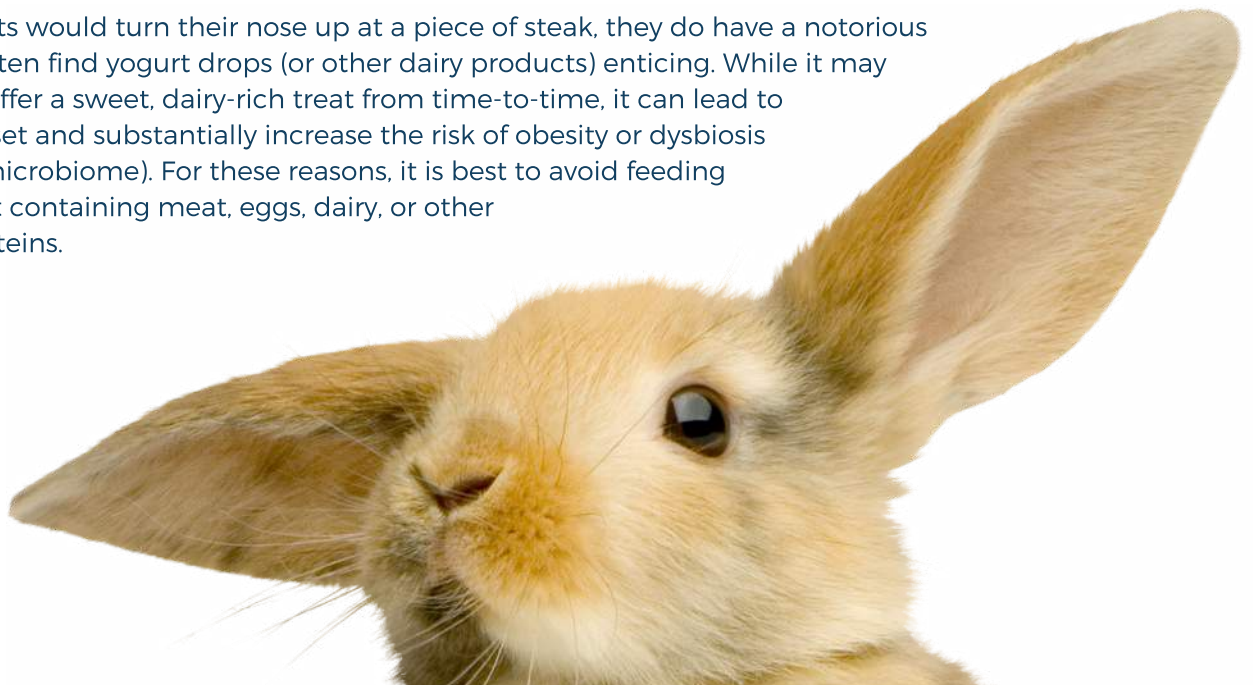 ts would turn their nose up at a piece of steak, they do have a notorious
ten find yogurt drops (or other dairy products) enticing. While it may
ffer a sweet, dairy-rich treat from time-to-time, it can lead to
set and substantially increase the risk of obesity or dysbiosis
nicrobiome). For these reasons, it is best to avoid feeding
containing meat, eggs, dairy, or other
teins.